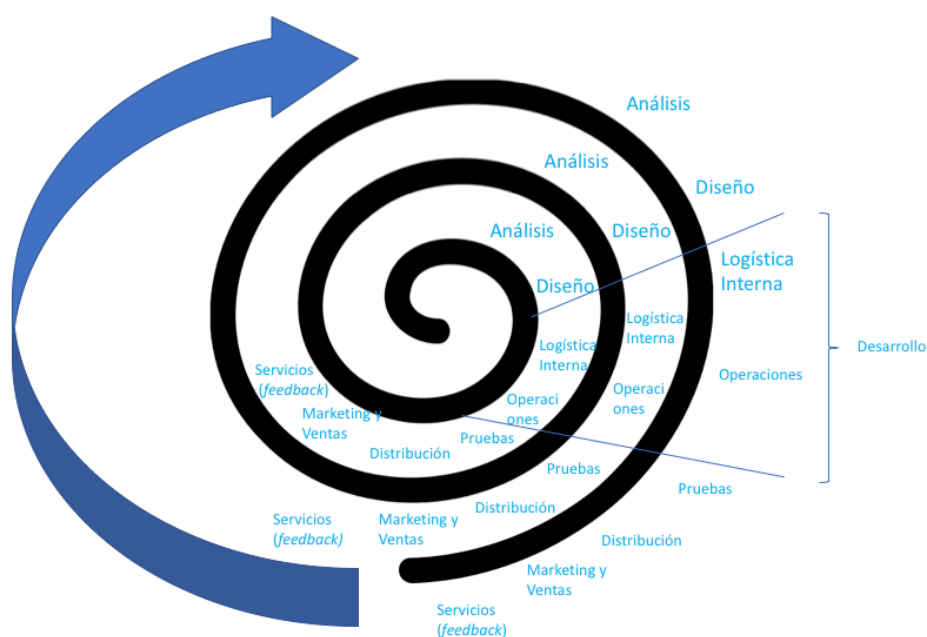 Análisis
Análisis
Diseño
Análisis
Diseño
Diseño
Logística
Interna
Logística
Interna
Logística
Interna
Desarrollo
Operaciones
Servicios
(feedback)
Operaci
ones
Operaci
ones
Marketing y
Ventas
Pruebas
Distribución
Pruebas
Pruebas
Distribución
Servicios
(feedback)
Marketing y
Ventas
Distribución
Marketing y
Ventas
Servicios
(feedback)